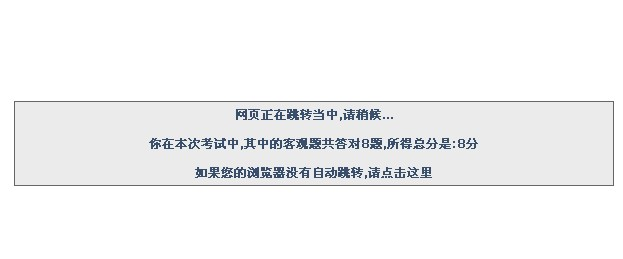 网页正在跳转当中,请稍候...
你在本次考试中,其中的客观题共答对8题,所得总分是:8分
如果您的浏览器没有自动跳转,请点击这里